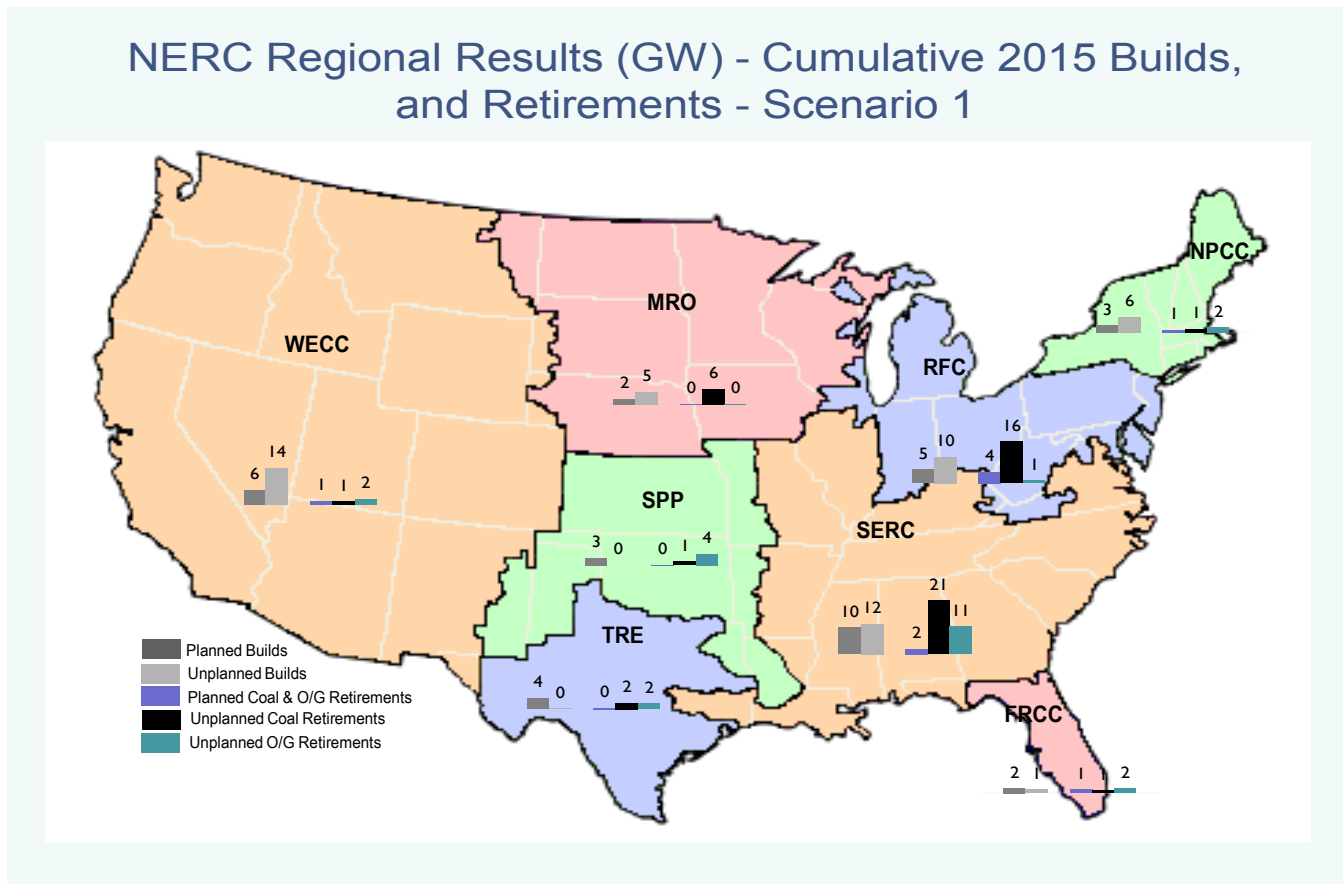 NERC Regional Results (GW) - Cumulative 2015 Builds,
and Retirements - Scenario 1
NPCC
3 6 1 1 2
MRO
2 5 0 6 0
WECC
6 14 1 1 2
RFC
5 10 4 16 1
SPP
3 0 0 1 4
SERC
10 12 2 21 11
TRE
4 0 0 2 2
FRCC
2 1 1 1 2
Planned Builds
Unplanned Builds
Planned Coal & O/G Retirements
Unplanned Coal Retirements
Unplanned O/G Retirements